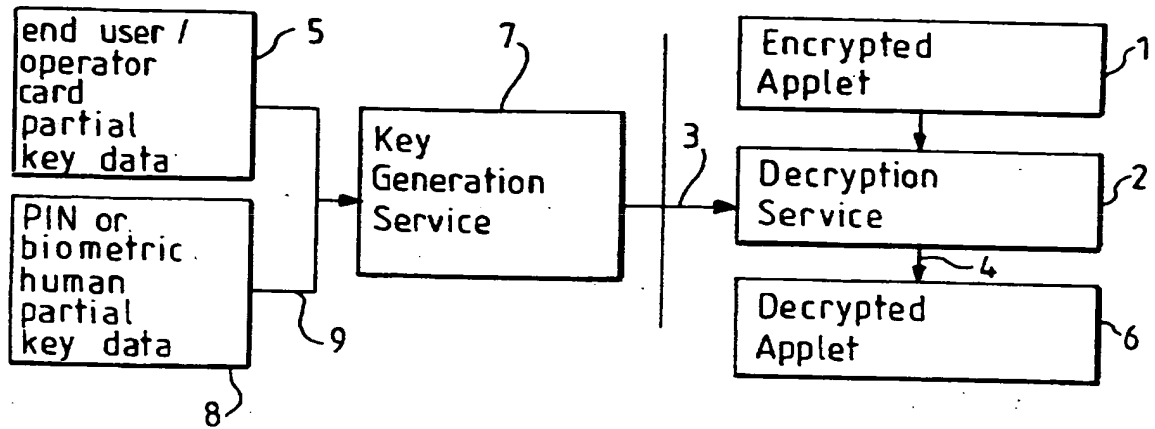 end user /
operator
card
partial
key data
5
PIN or
biometric
human
partial
key data
8
9
Key
Generation
Service
7
3
Encrypted
Applet
1
Decryption
Service
2
4
Decrypted
Applet
6